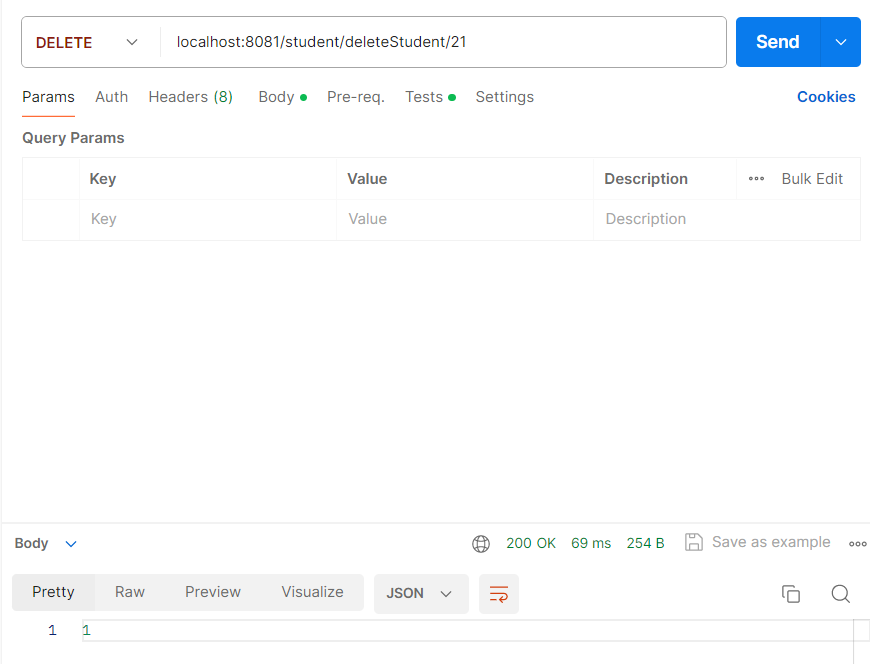 DELETE localhost:8081/student/deleteStudent/21 Send
Params Auth Headers (8) Body Pre-req. Tests Settings Cookies
Query Params
Key Value Description Bulk Edit
Key Value Description
Body 200 OK 69 ms 254 B Save as example
Pretty Raw Preview Visualize JSON
1 1